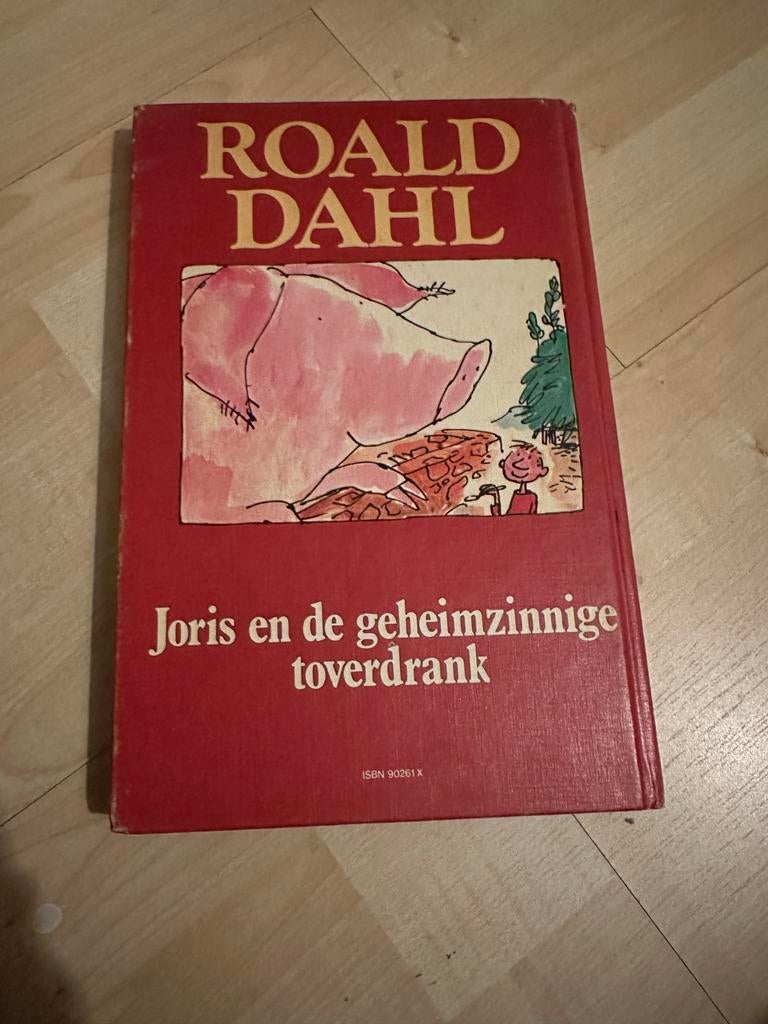 ROALD
DAHL
Joris en de geheimzinnige
toverdrank
ISBN 90261 X